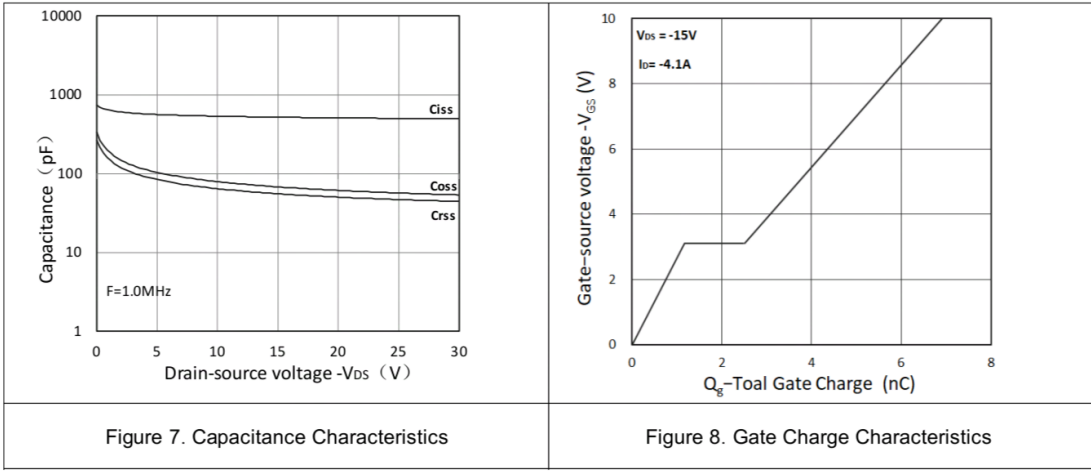 10000
1000
100
10
1
Capacitance（pF）
Ciss
Coss
Crss
F=1.0MHz
0 5 10 15 20 25 30
Drain-source voltage -VDS（V）
10
8
6
4
2
0
Gate−source voltage -VGS (V)
VDS = -15V
ID= -4.1A
0 2 4 6 8
Qg−Toal Gate Charge (nC)
Figure 7. Capacitance Characteristics
Figure 8. Gate Charge Characteristics